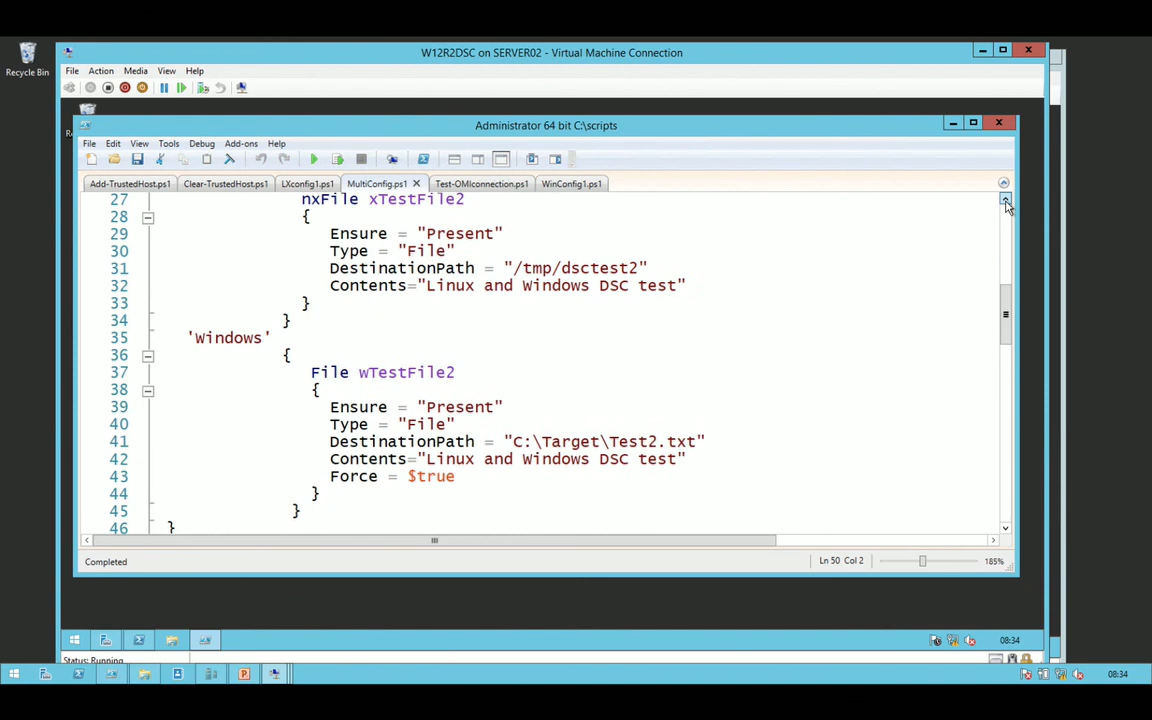 W12R2DSC on SERVER02 - Virtual Machine Connection
Recycle Bin
File Action Media View Help
Administrator 64 bit C:\scripts
File Edit View Tools Debug Add-ons Help
Add-TrustedHost.ps1 Clear-TrustedHost.ps1 LXconfig1.ps1 MultiConfig.ps1 Test-OMIconnection.ps1 WinConfig1.ps1
27 nxFile xTestFile2
28 {
29 Ensure = "Present"
30 Type = "File"
31 DestinationPath = "/tmp/dsctest2"
32 Contents="Linux and Windows DSC test"
33 }
34 }
35 'Windows'
36 {
37 File wTestFile2
38 {
39 Ensure = "Present"
40 Type = "File"
41 DestinationPath = "C:\Target\Test2.txt"
42 Contents="Linux and Windows DSC test"
43 Force = $true
44 }
45 }
46 }
Completed Ln 50 Col 2 185%
08:34
Status: Running
08:34